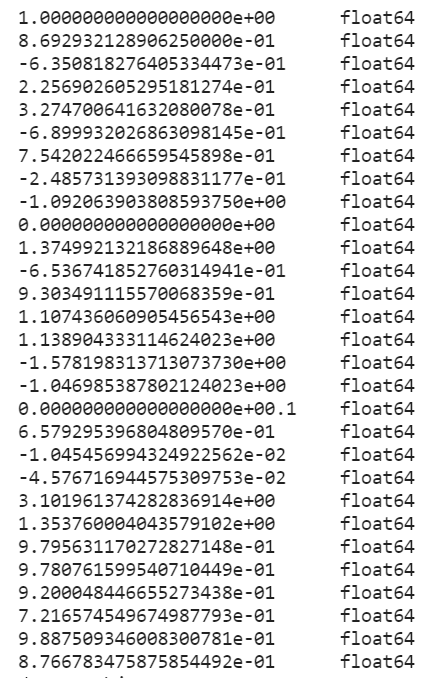 1.000000000000000000e+00 float64
8.692932128906250000e-01 float64
-6.350818276405334473e-01 float64
2.256902605295181274e-01 float64
3.274700641632080078e-01 float64
-6.899932026863098145e-01 float64
7.542022466659545898e-01 float64
-2.485731393098831177e-01 float64
-1.092063903808593750e+00 float64
0.000000000000000000e+00 float64
1.374992132186889648e+00 float64
-6.536741852760314941e-01 float64
9.303491115570068359e-01 float64
1.107436060905456543e+00 float64
1.138904333114624023e+00 float64
-1.578198313713073730e+00 float64
-1.046985387802124023e+00 float64
0.000000000000000000e+00.1 float64
6.579295396804809570e-01 float64
-1.045456994324922562e-02 float64
-4.576716944575309753e-02 float64
3.101961374282836914e+00 float64
1.353760004043579102e+00 float64
9.795631170272827148e-01 float64
9.780761599540710449e-01 float64
9.200048446655273438e-01 float64
7.216574549674987793e-01 float64
9.887509346008300781e-01 float64
8.766783475875854492e-01 float64